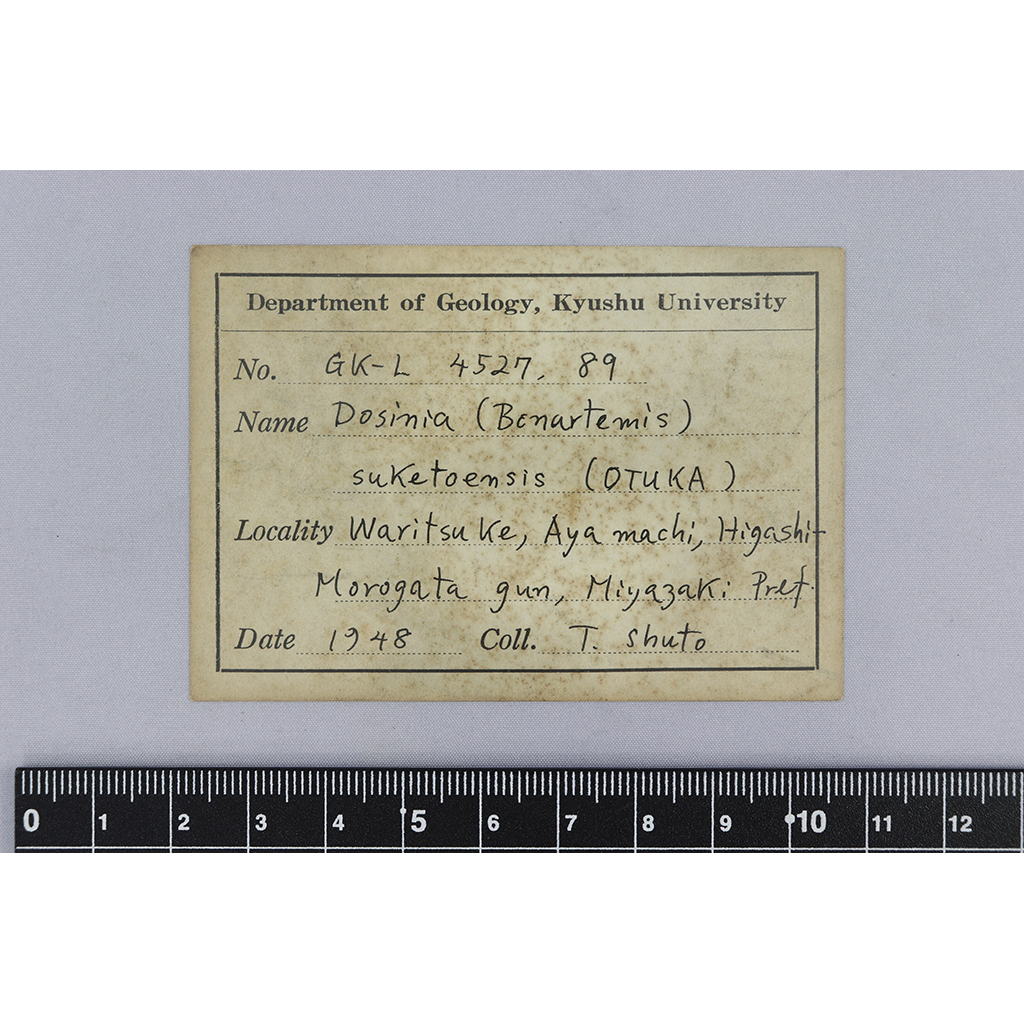 Department of Geology, Kyushu University
No. GK-L 4527, 89
Name Dosinia (Bonartemis)
suketoensis (OTUKA)
Locality Waritsuke, Aya machi, Higashi-
Morogata gun, Miyazaki Pref.
Date 1948 Coll. T. Shuto
0 1 2 3 4 5 6 7 8 9 10 11 12